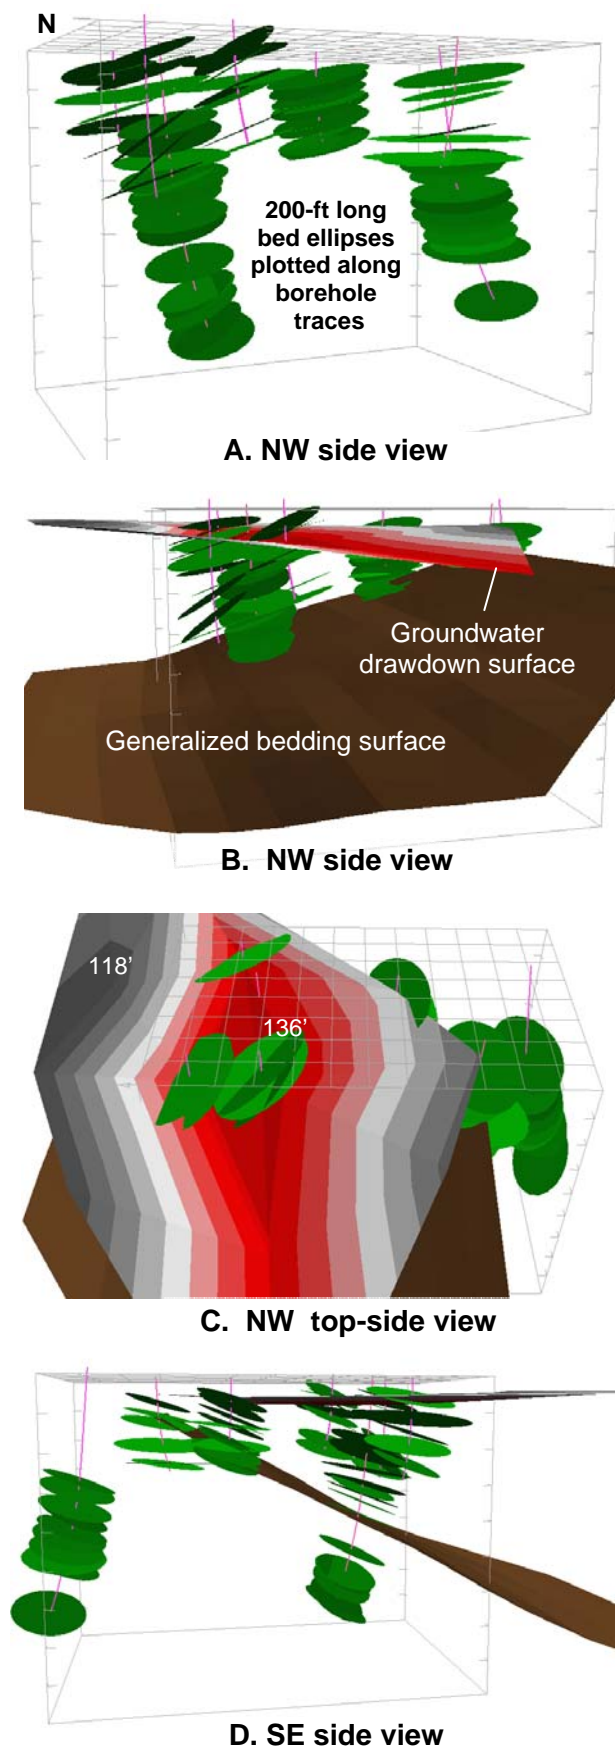 N
200-ft long
bed ellipses
plotted along
borehole
traces
A. NW side view
Groundwater
drawdown surface
Generalized bedding surface
B. NW side view
118'
136'
C. NW top-side view
D. SE side view